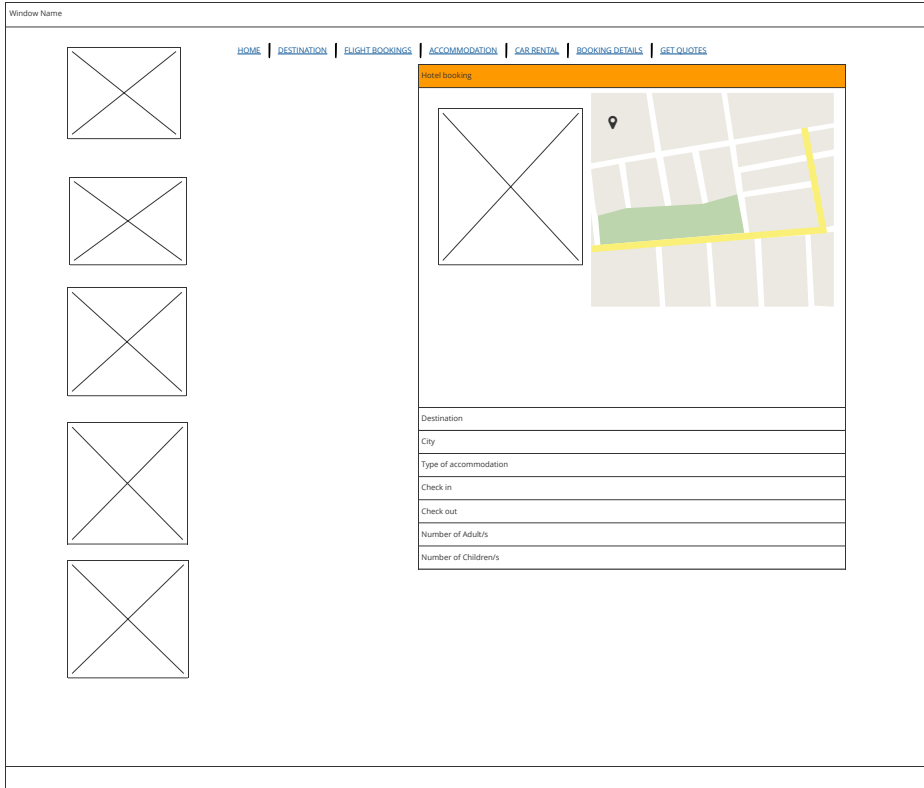 Window Name
HOME DESTINATION FLIGHT BOOKINGS ACCOMMODATION CAR RENTAL BOOKING DETAILS GET QUOTES
Hotel booking
Destination
City
Type of accommodation
Check in
Check out
Number of Adult/s
Number of Children/s